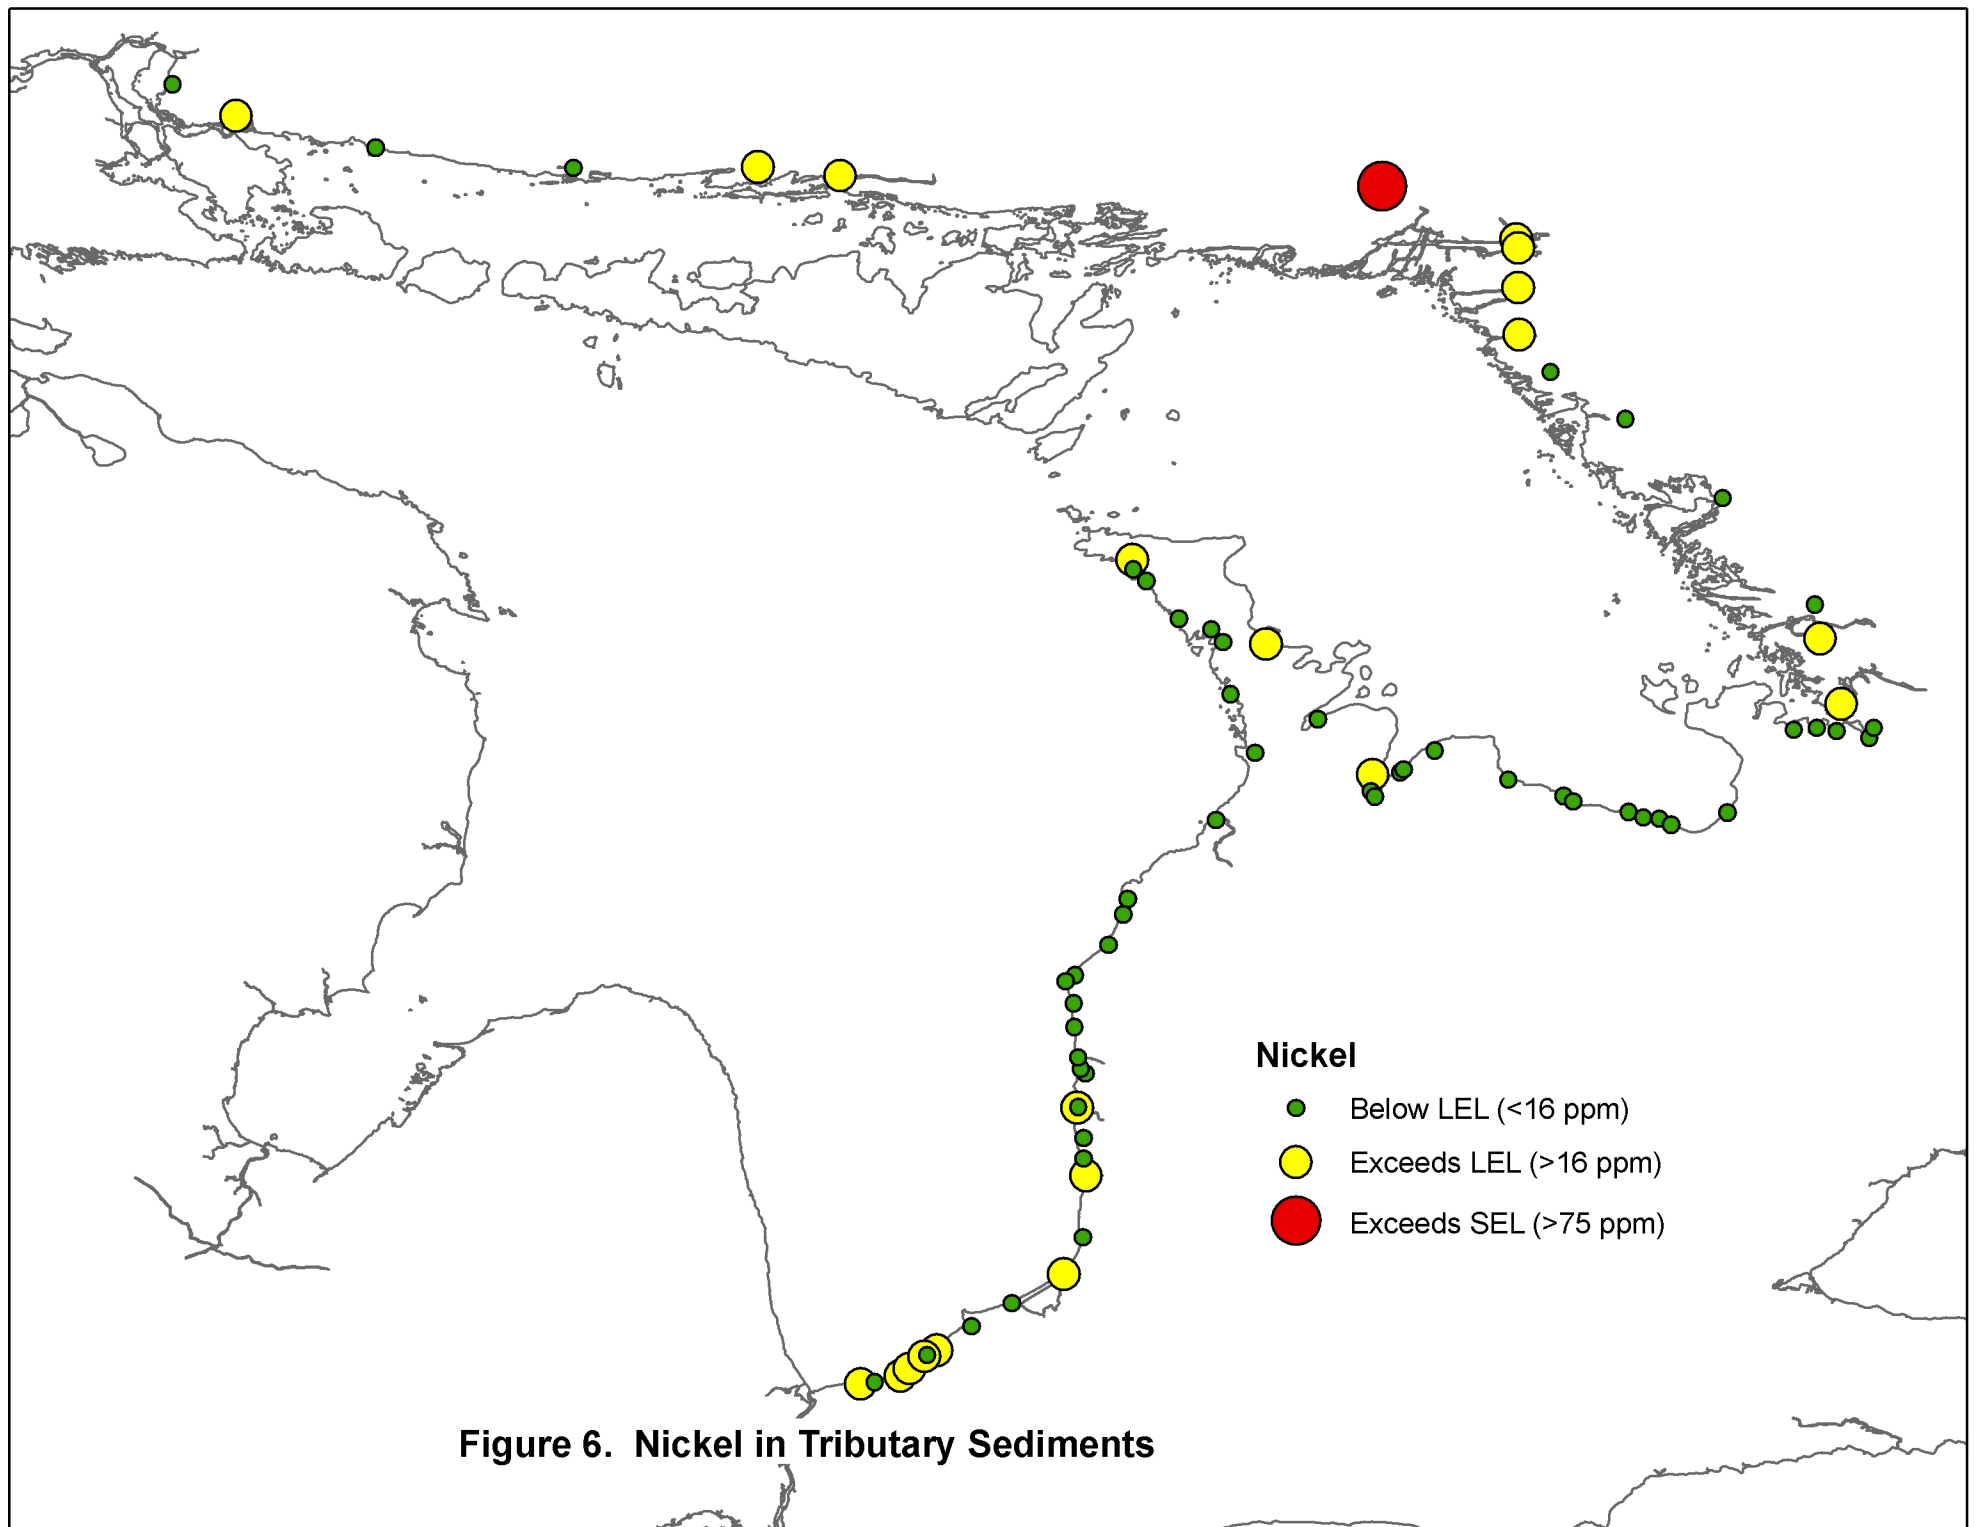 Nickel
Below LEL (<16 ppm)
Exceeds LEL (>16 ppm)
Exceeds SEL (>75 ppm)
Figure 6. Nickel in Tributary Sediments